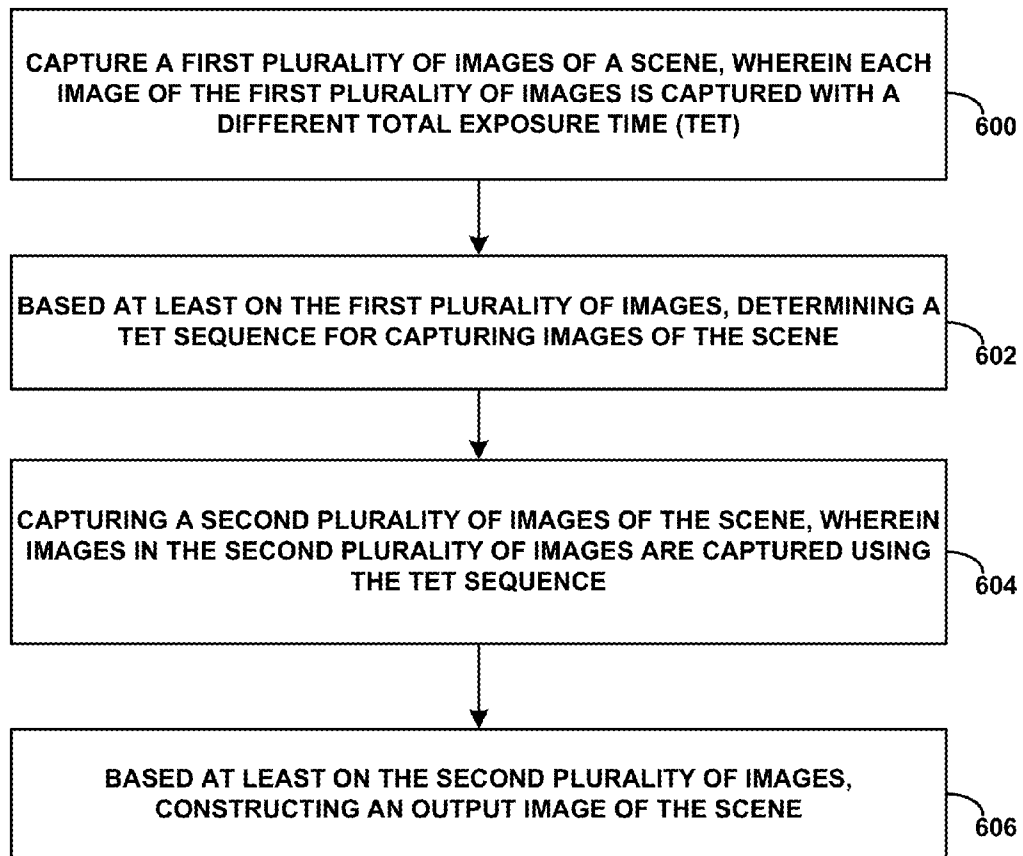 CAPTURE A FIRST PLURALITY OF IMAGES OF A SCENE, WHEREIN EACH
IMAGE OF THE FIRST PLURALITY OF IMAGES IS CAPTURED WITH A
DIFFERENT TOTAL EXPOSURE TIME (TET)
600
BASED AT LEAST ON THE FIRST PLURALITY OF IMAGES, DETERMINING A
TET SEQUENCE FOR CAPTURING IMAGES OF THE SCENE
602
CAPTURING A SECOND PLURALITY OF IMAGES OF THE SCENE, WHEREIN
IMAGES IN THE SECOND PLURALITY OF IMAGES ARE CAPTURED USING
THE TET SEQUENCE
604
BASED AT LEAST ON THE SECOND PLURALITY OF IMAGES,
CONSTRUCTING AN OUTPUT IMAGE OF THE SCENE
606